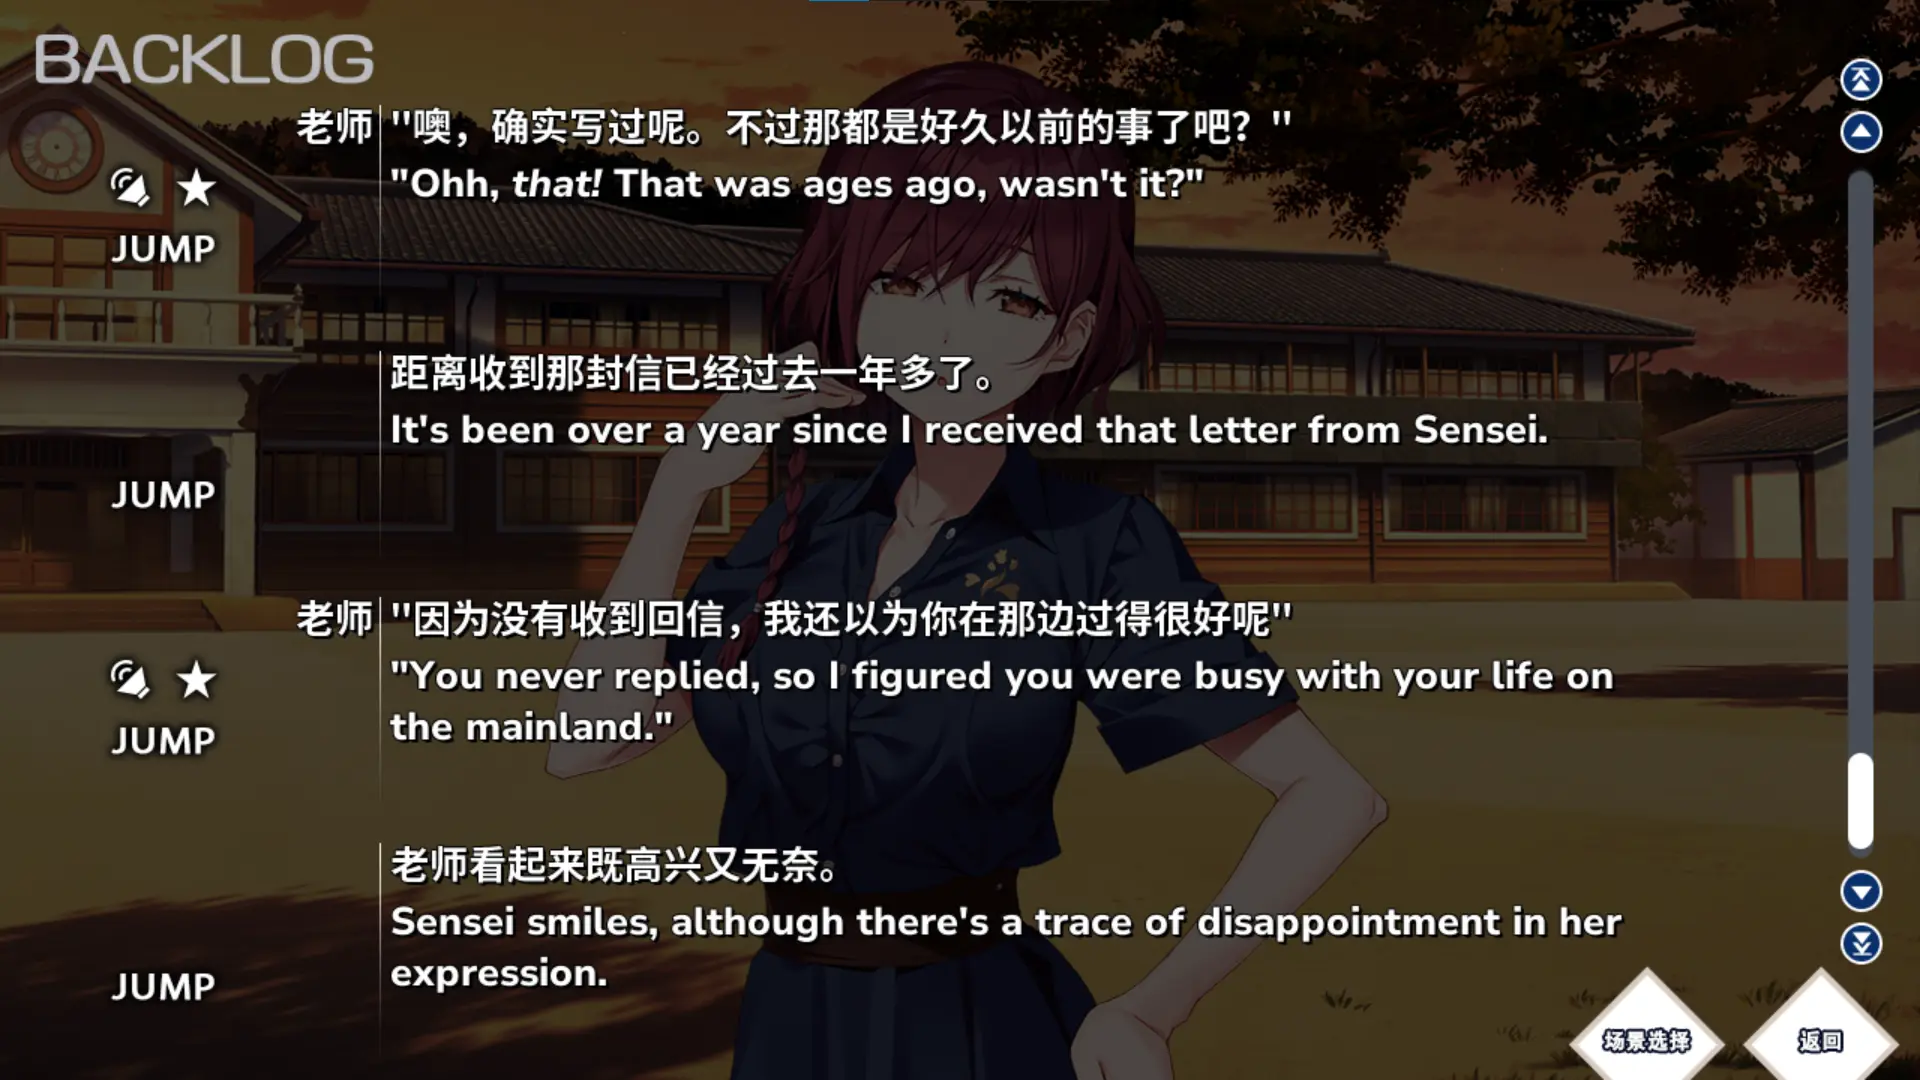 BACKLOG
老师 "噢，确实写过呢。不过那都是好久以前的事了吧？"
"Ohh, that! That was ages ago, wasn't it?"
JUMP
距离收到那封信已经过去一年多了。
It's been over a year since I received that letter from Sensei.
JUMP
老师 "因为没有收到回信，我还以为你在那边过得很好呢"
"You never replied, so I figured you were busy with your life on
the mainland."
JUMP
老师看起来既高兴又无奈。
Sensei smiles, although there's a trace of disappointment in her
expression.
JUMP
场景选择
返回